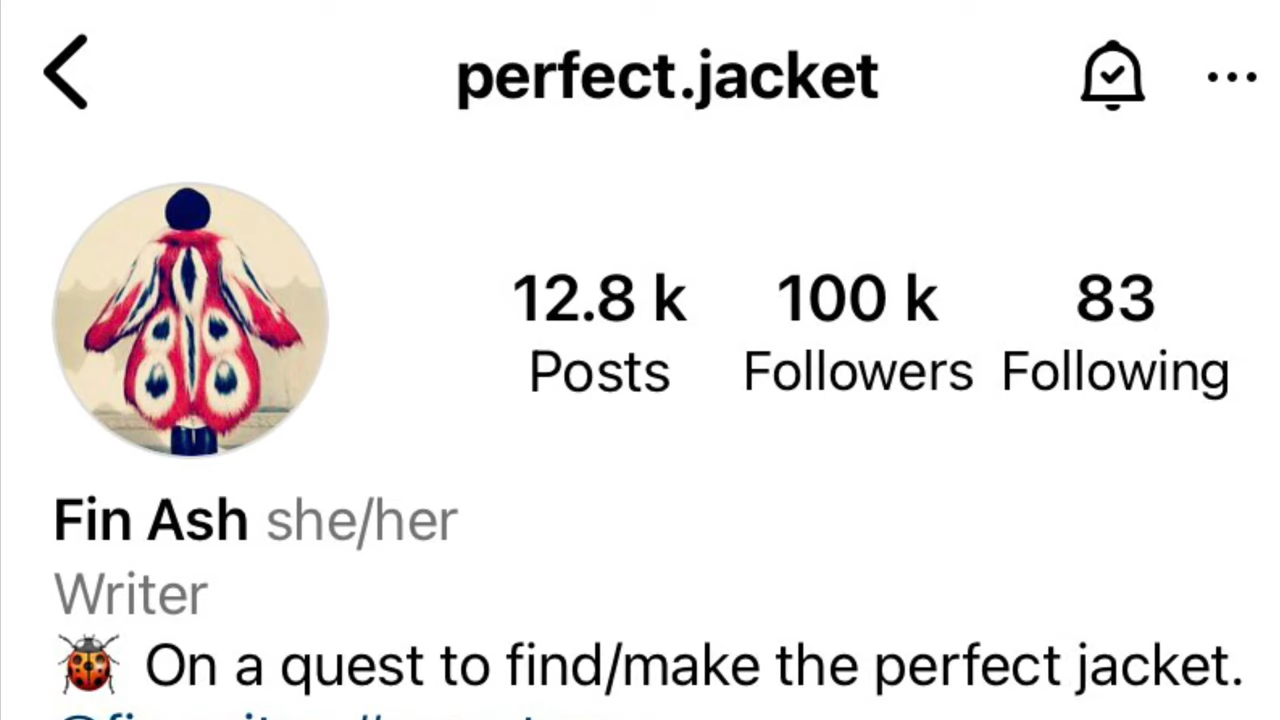 perfect.jacket
12.8 k 100 k 83
Posts Followers Following
Fin Ash she/her
Writer
🐞 On a quest to find/make the perfect jacket.